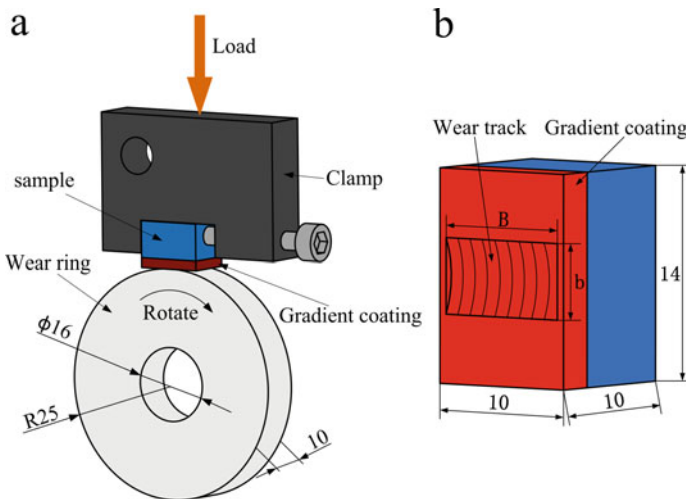 a
Load
sample
Clamp
Wear ring
Rotate
Gradient coating
ϕ16
R25
10
b
Wear track
Gradient coating
B
b
14
10
10